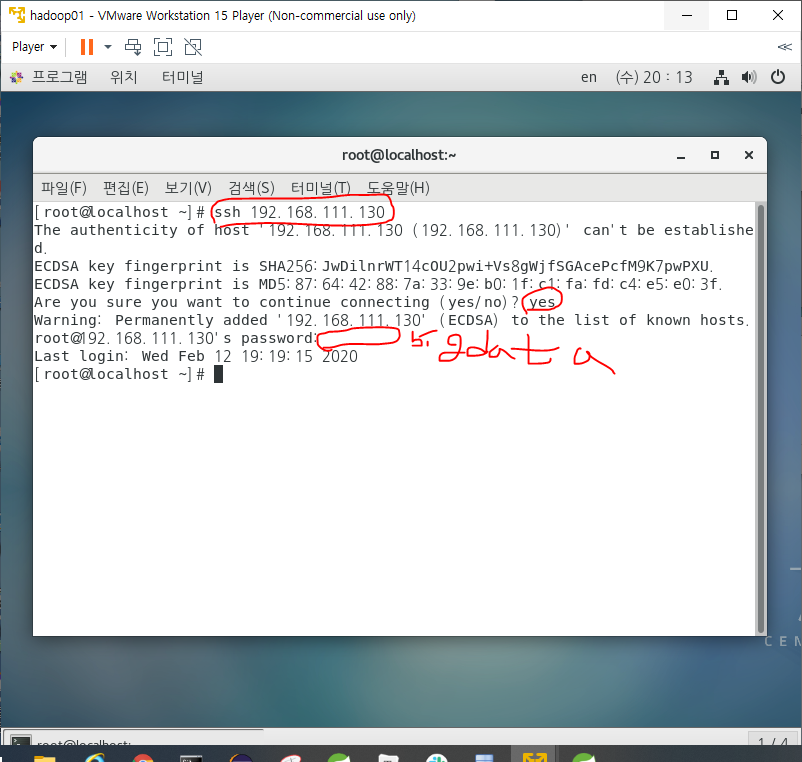 hadoop01 - VMware Workstation 15 Player (Non-commercial use only)
Player
프로그램 위치 터미널 en (수) 20 : 13
root@localhost:~
파일(F) 편집(E) 보기(V) 검색(S) 터미널(T) 도움말(H)
[root@localhost ~]# ssh 192.168.111.130
The authenticity of host '192.168.111.130 (192.168.111.130)' can't be establishe
d.
ECDSA key fingerprint is SHA256:JwDilnrWT14cOU2pwi+Vs8gWjfSGAcePcfM9K7pwPXU.
ECDSA key fingerprint is MD5:87:64:42:88:7a:33:9e:b0:1f:c1:fa:fd:c4:e5:e0:3f.
Are you sure you want to continue connecting (yes/no)? yes
Warning: Permanently added '192.168.111.130' (ECDSA) to the list of known hosts.
root@192.168.111.130's password: bigdata
Last login: Wed Feb 12 19:19:15 2020
[root@localhost ~]#
CEN
root@localhost:~
1 / 4